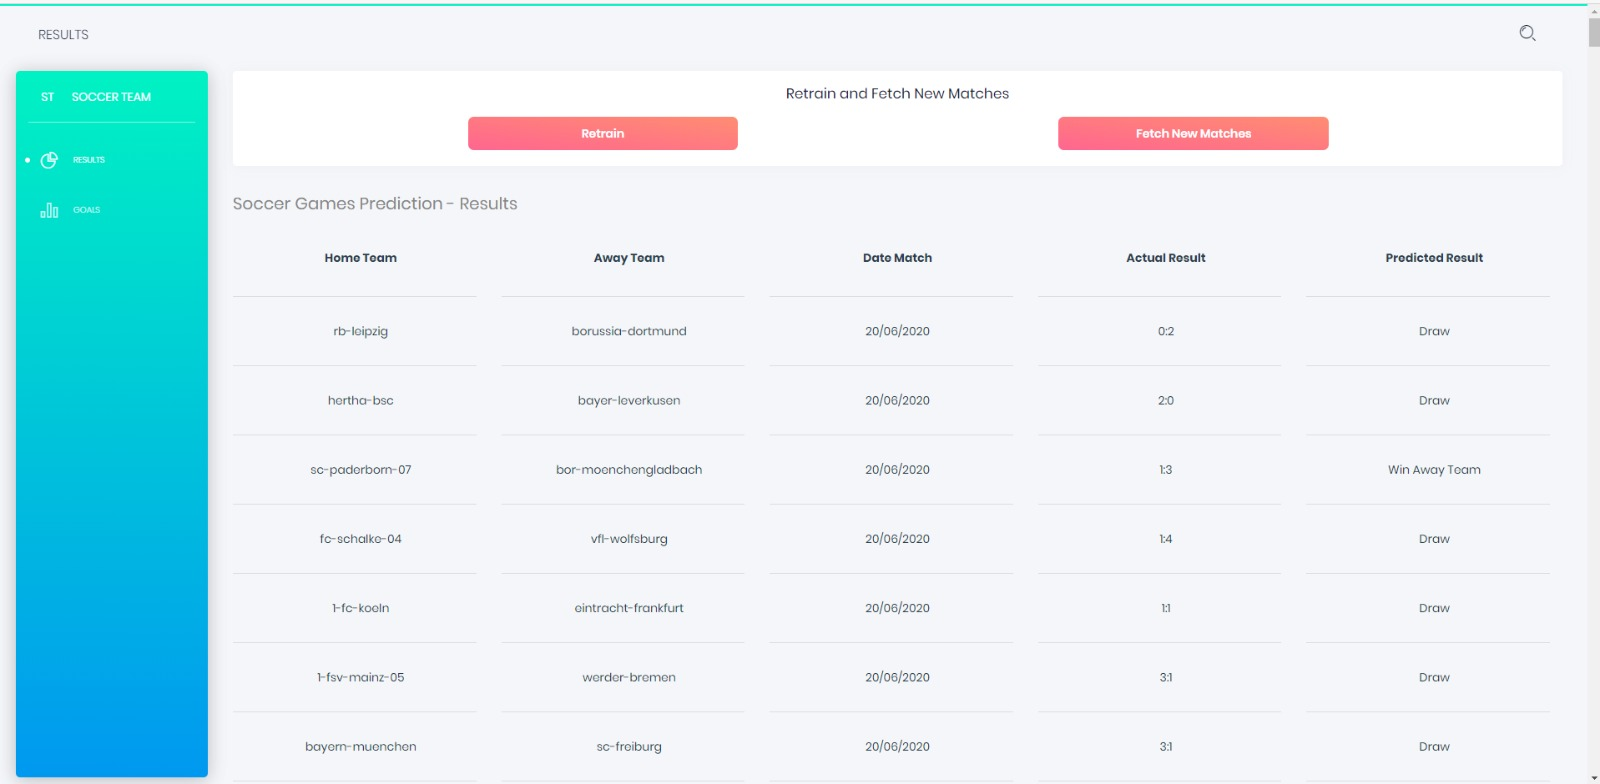 RESULTS
ST SOCCER TEAM
RESULTS
GOALS
Retrain and Fetch New Matches
Retrain Fetch New Matches
Soccer Games Prediction - Results
Home Team Away Team Date Match Actual Result Predicted Result
rb-leipzig borussia-dortmund 20/06/2020 0:2 Draw
hertha-bsc bayer-leverkusen 20/06/2020 2:0 Draw
sc-paderborn-07 bor-moenchengladbach 20/06/2020 1:3 Win Away Team
fc-schalke-04 vfl-wolfsburg 20/06/2020 1:4 Draw
1-fc-koeln eintracht-frankfurt 20/06/2020 1:1 Draw
1-fsv-mainz-05 werder-bremen 20/06/2020 3:1 Draw
bayern-muenchen sc-freiburg 20/06/2020 3:1 Draw